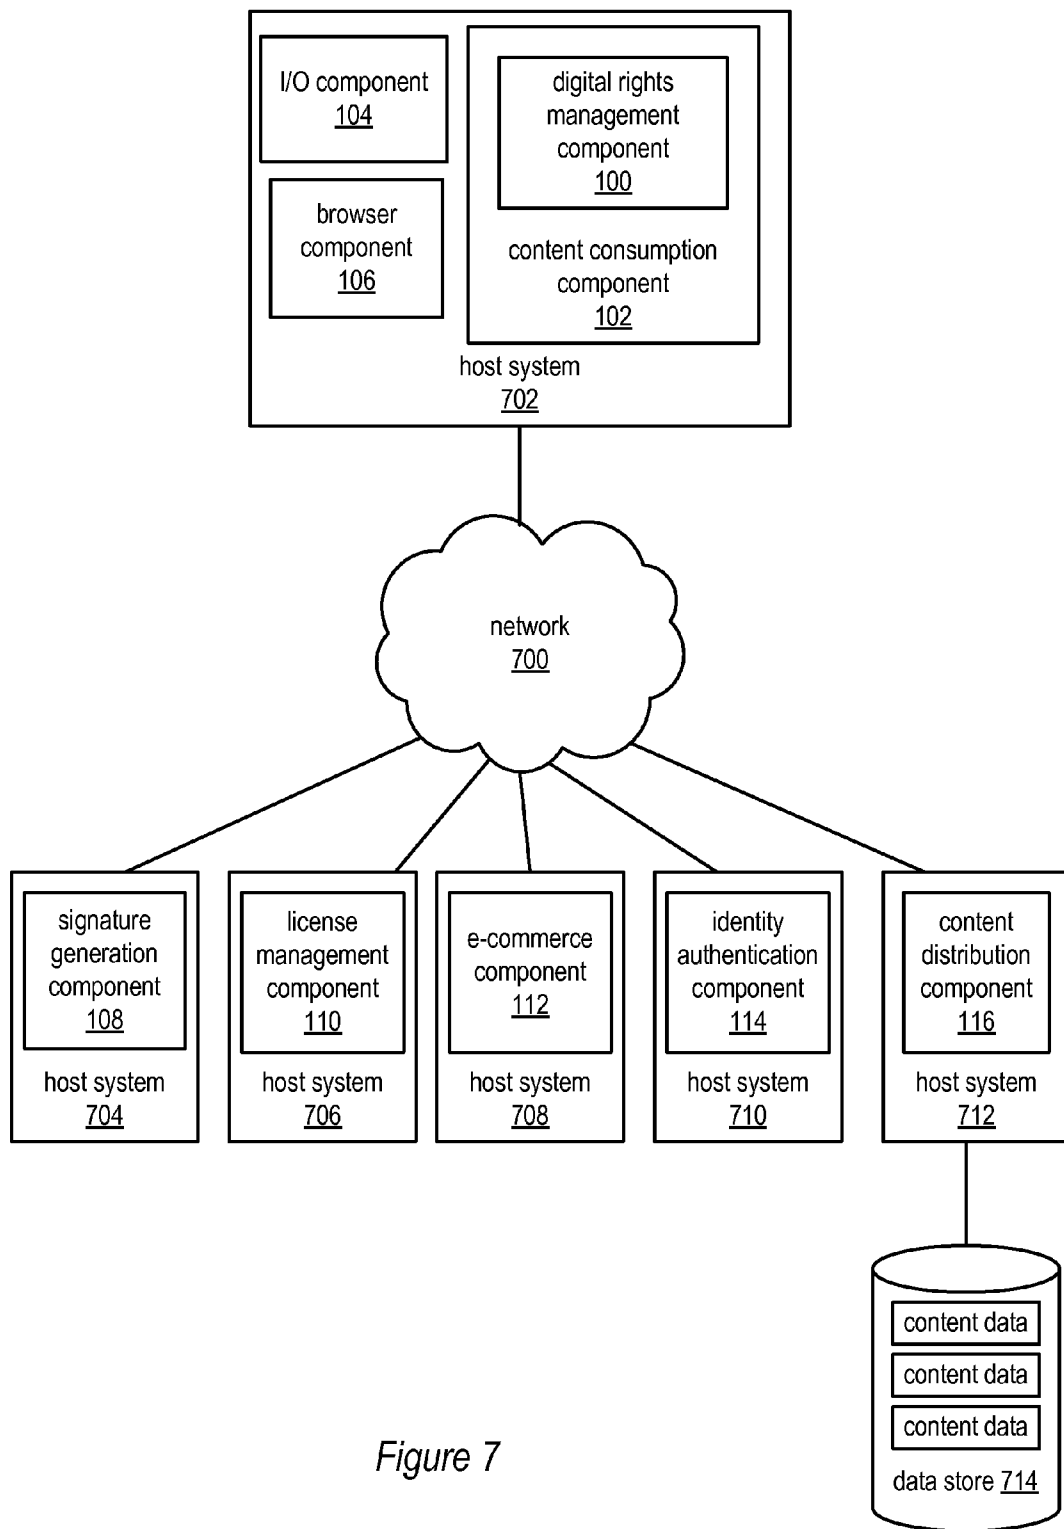 I/O component
104
browser
component
106
digital rights
management
component
100
content consumption
component
102
host system
702
network
700
signature
generation
component
108
host system
704
license
management
component
110
host system
706
e-commerce
component
112
host system
708
identity
authentication
component
114
host system
710
content
distribution
component
116
host system
712
content data
content data
content data
data store 714
Figure 7